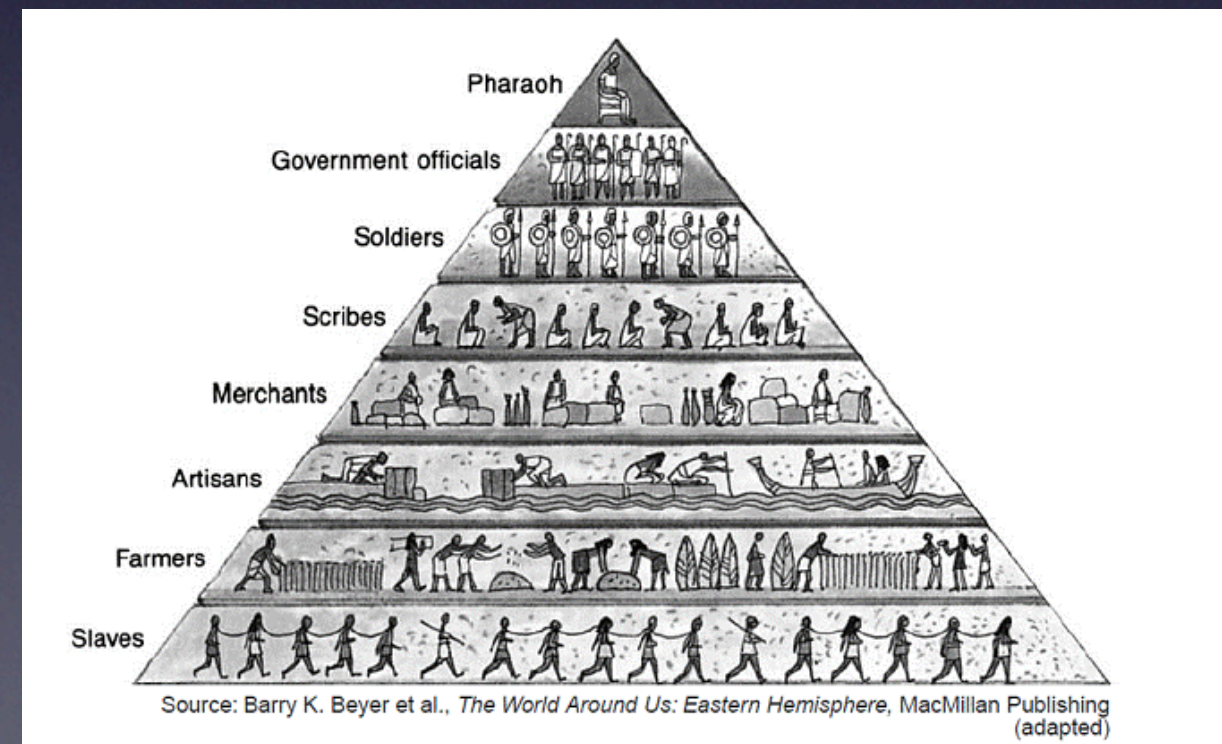 Pharaoh
Government officials
Soldiers
Scribes
Merchants
Artisans
Farmers
Slaves
Source: Barry K. Beyer et al., The World Around Us: Eastern Hemisphere, MacMillan Publishing
(adapted)